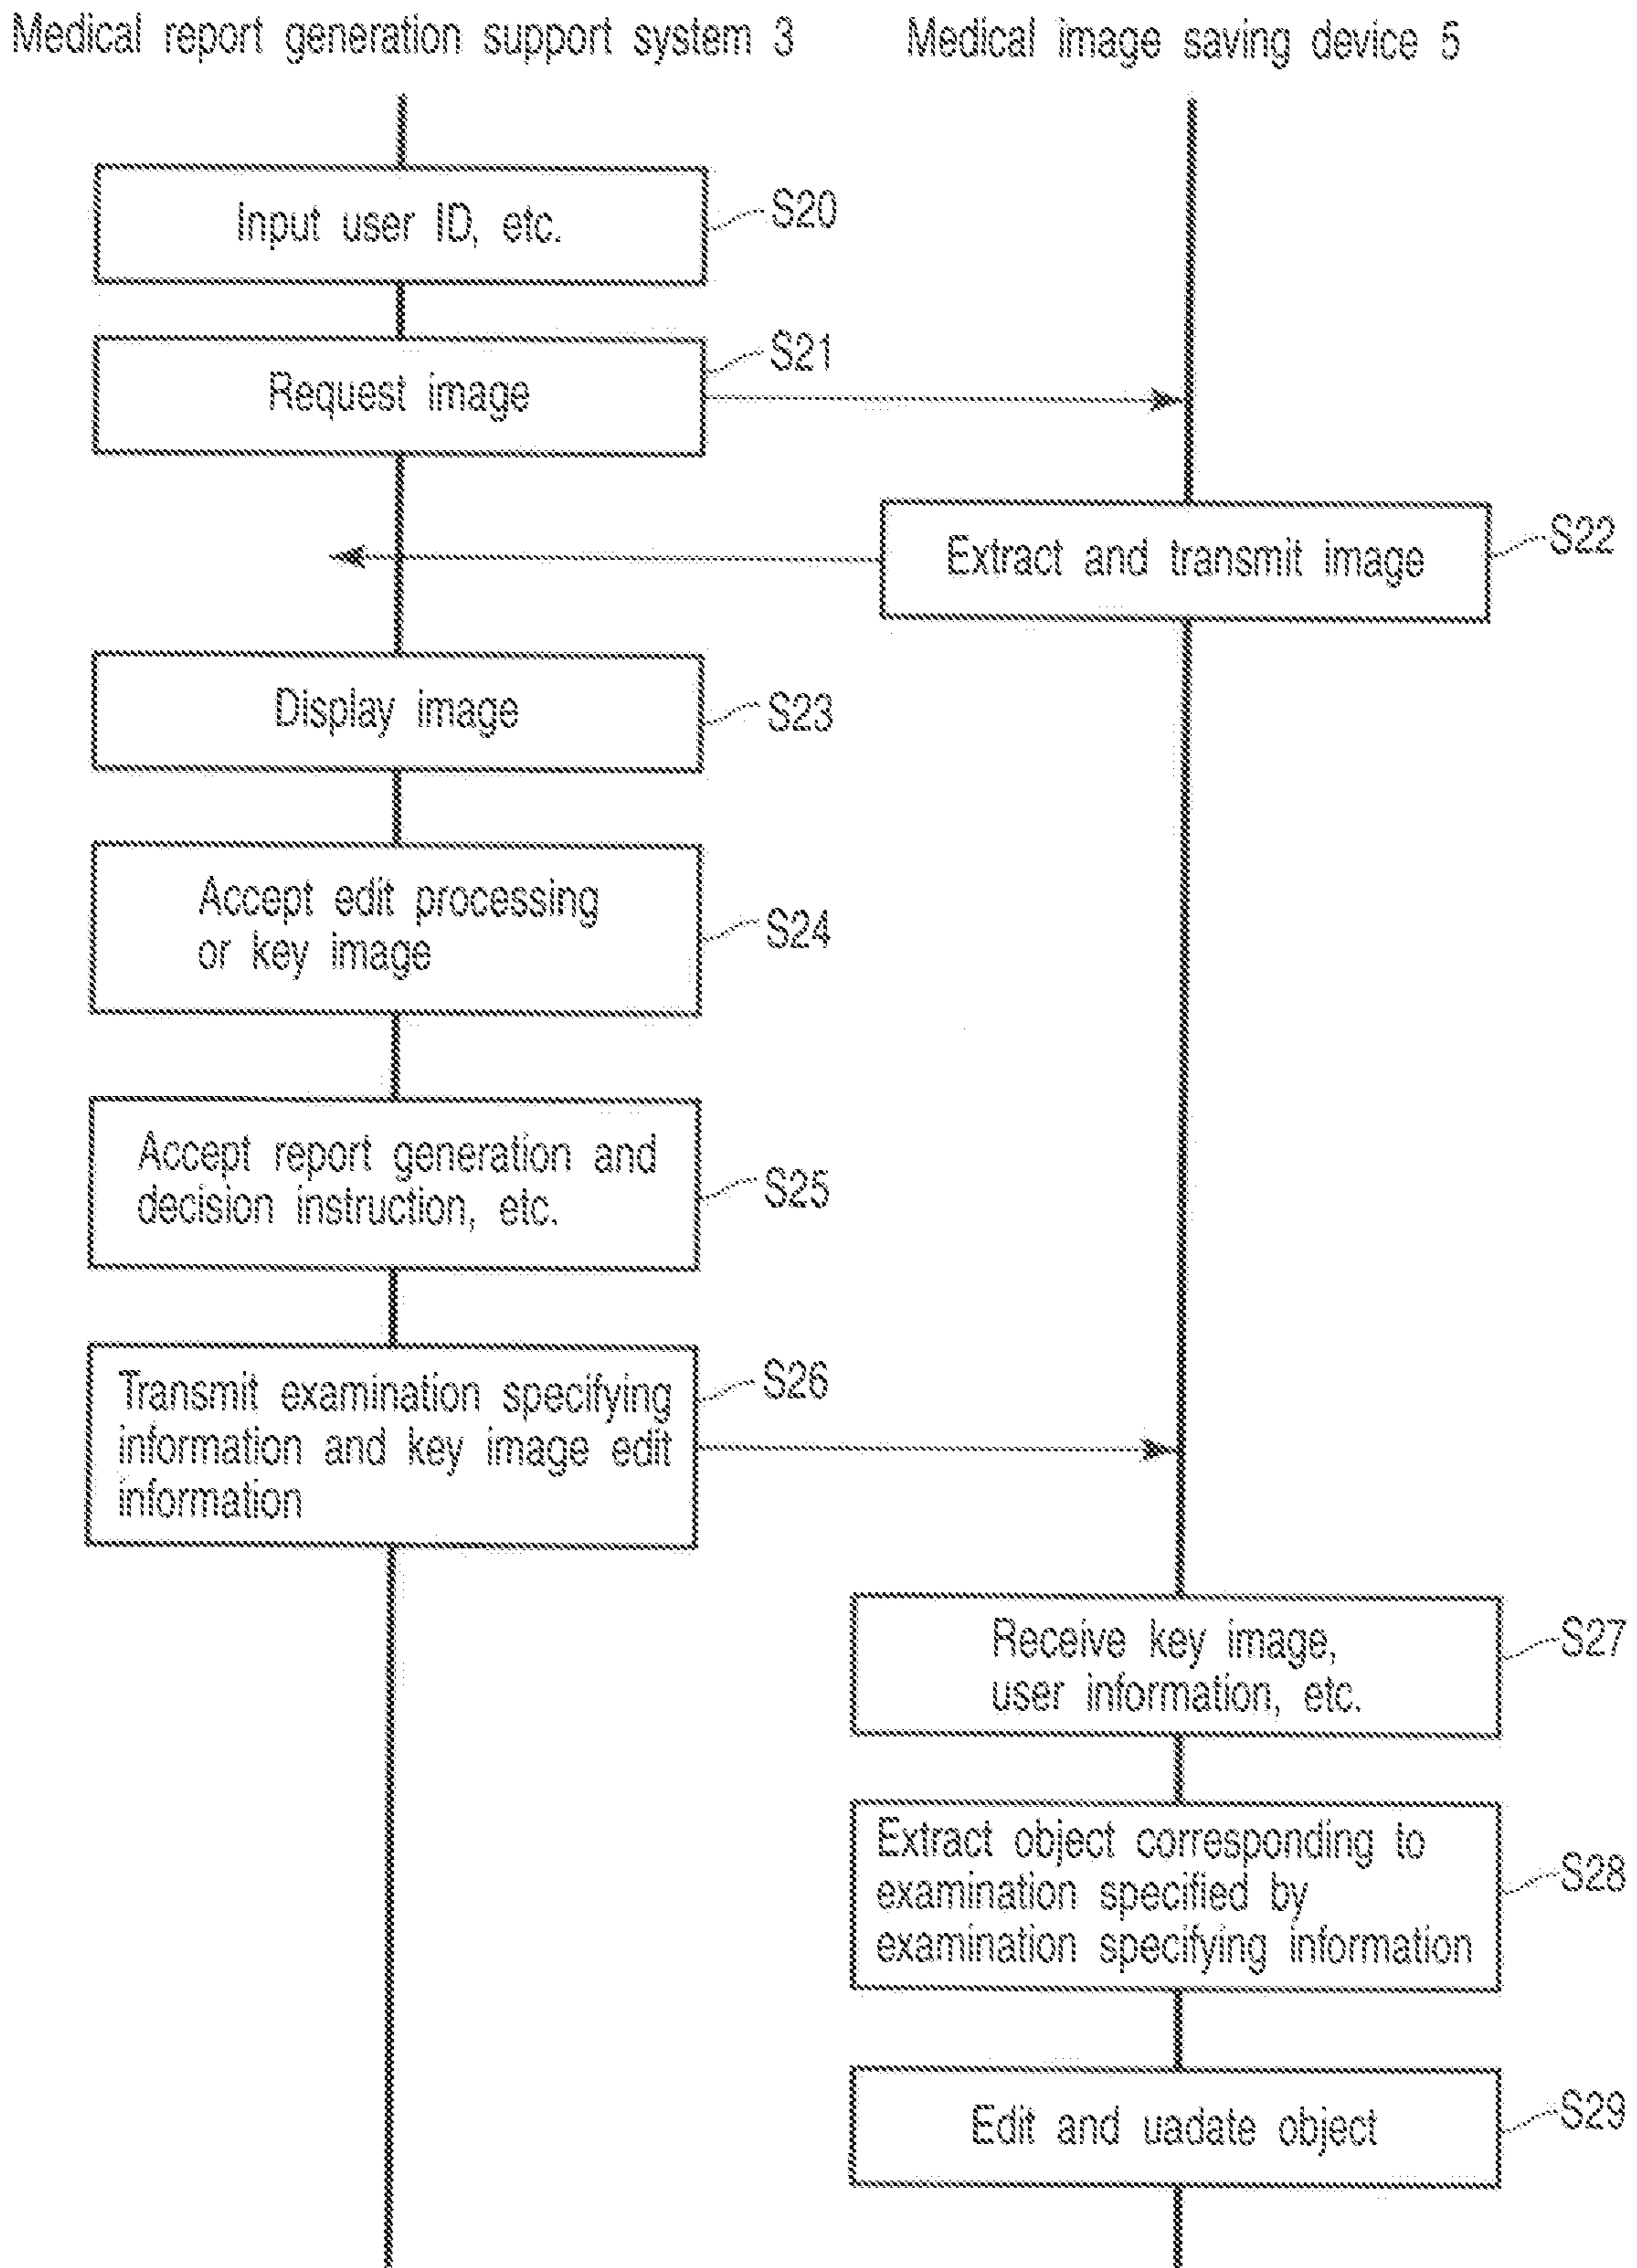 Medical report generation support system 3
Medical image saving device 5
Input user ID, etc.
S20
Request image
S21
Extract and transmit image
S22
Display image
S23
Accept edit processing
or key image
S24
Accept report generation and
decision instruction, etc.
S25
Transmit examination specifying
information and key image edit
information
S26
Receive key image,
user information, etc.
S27
Extract object corresponding to
examination specified by
examination specifying information
S28
Edit and uadate object
S29